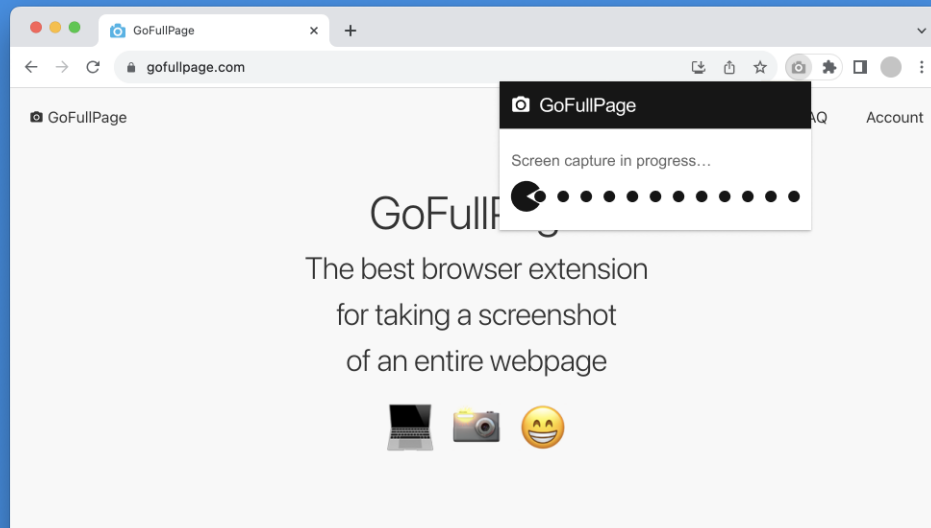 GoFullPage
gofullpage.com
GoFullPage
GoFullPage
Account
Screen capture in progress...
The best browser extension
for taking a screenshot
of an entire webpage